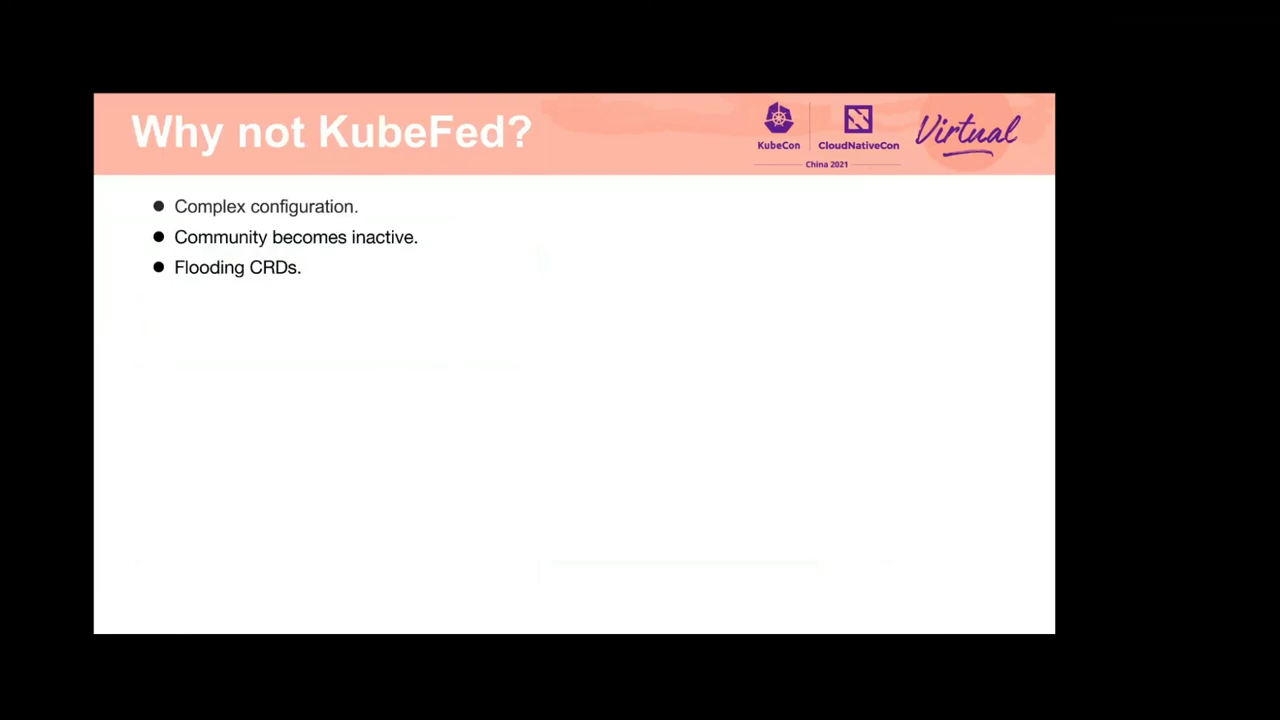 Why not KubeFed?
KubeCon
CloudNativeCon
China 2021
Virtual
Complex configuration.
Community becomes inactive.
Flooding CRDs.